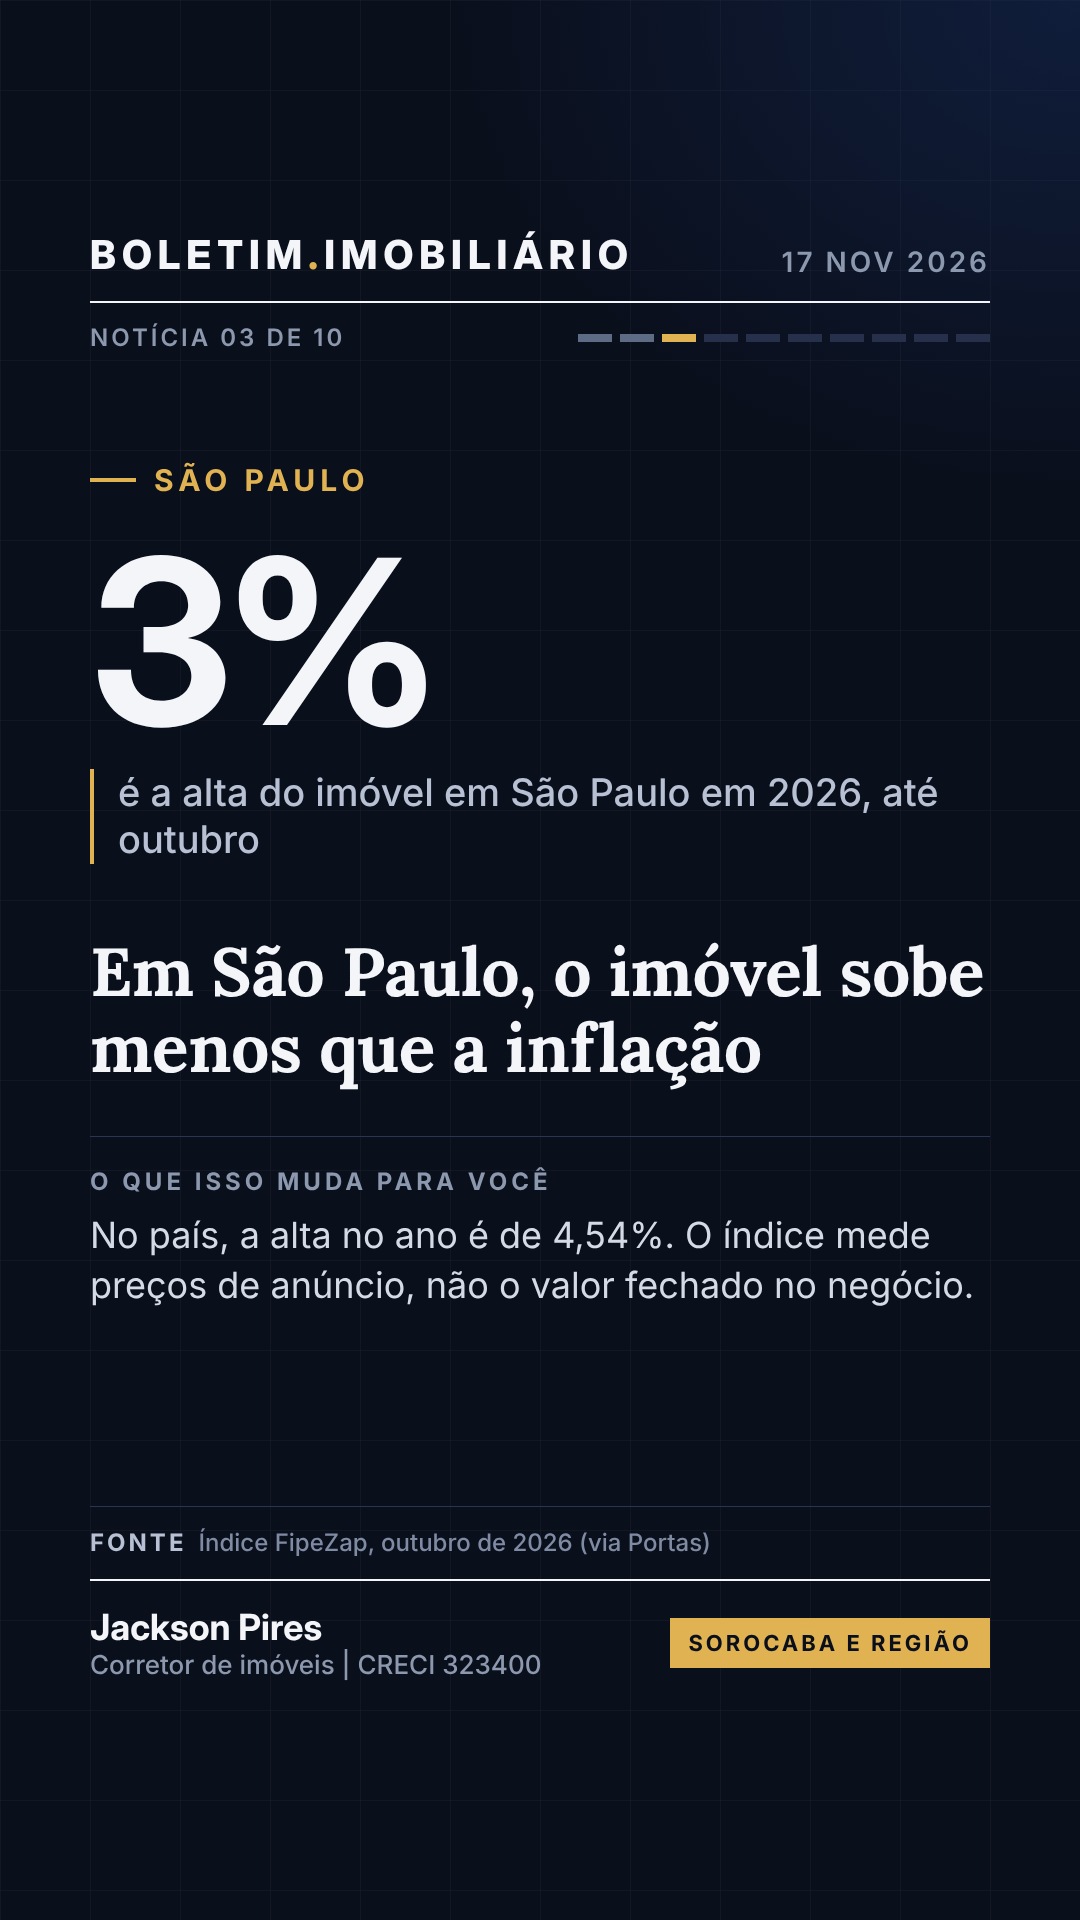 BOLETIM.IMOBILIÁRIO
17 NOV 2026
NOTÍCIA 03 DE 10
SÃO PAULO
3%
é a alta do imóvel em São Paulo em 2026, até
outubro
Em São Paulo, o imóvel sobe
menos que a inflação
O QUE ISSO MUDA PARA VOCÊ
No país, a alta no ano é de 4,54%. O índice mede
preços de anúncio, não o valor fechado no negócio.
FONTE Índice FipeZap, outubro de 2026 (via Portas)
Jackson Pires
Corretor de imóveis | CRECI 323400
SOROCABA E REGIÃO